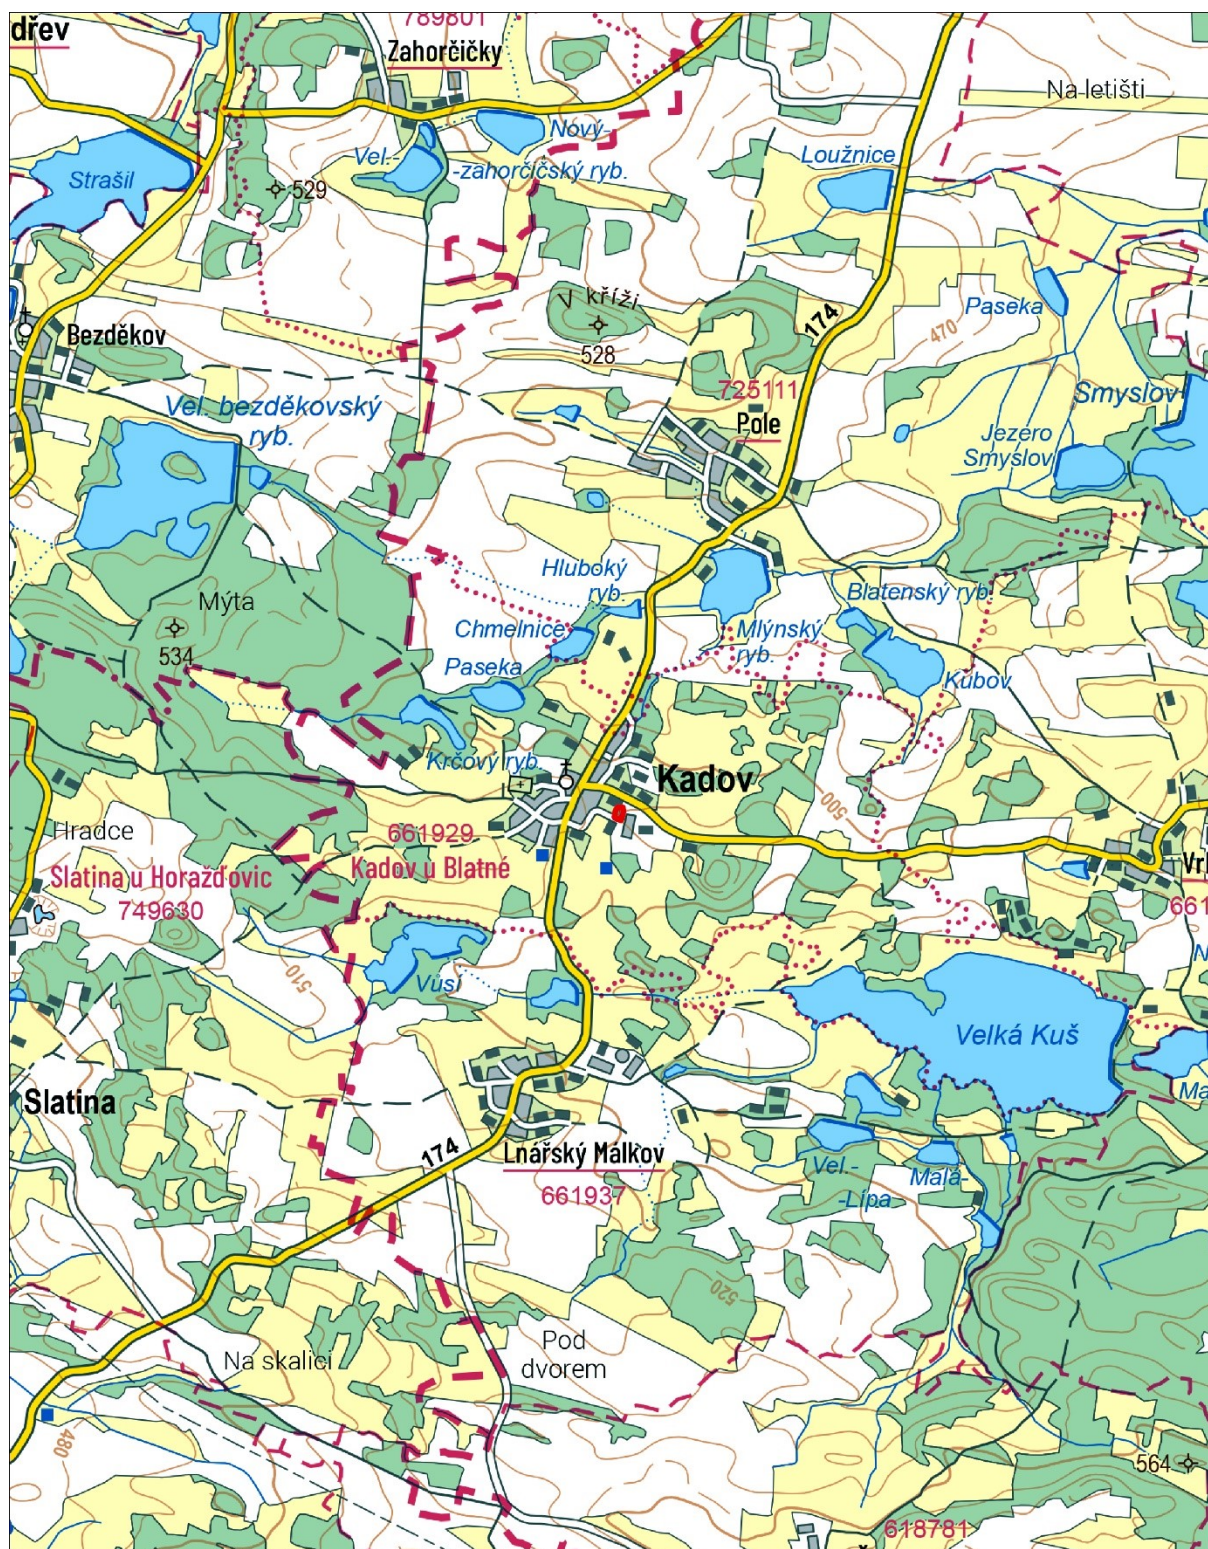 789801
dřev
Zahorčičky
Na letišti
Nový-
Vel.-
-zahorčičský ryb.
Loužnice
Strašil
529
V kříži
Paseka
174
Bezděkov
528
470
725111
Smyslov
Vel. bezděkovský
ryb.
Pole
Jezero
Smyslov
Hluboký
ryb.
Blatenský ryb.
Mýta
Chmelnice
Mlýnský
ryb.
534
Paseka
Kubov
Krčový ryb.
Kadov
500
Hradce
661929
Kadov u Blatné
Slatina u Horažďovic
749630
510
Vusí
Velká Kuš
Slatina
174
Lnářský Málkov
661937
Vel.-
-Lípa
Malá-
520
Pod
dvorem
Na skalici
480
564
618781